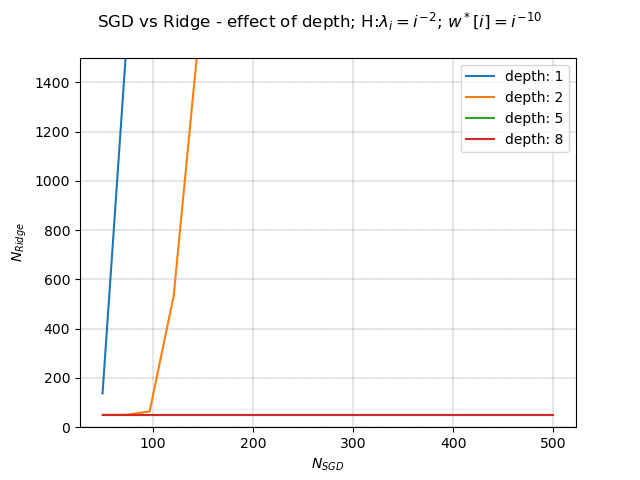 SGD vs Ridge - effect of depth; H:λᵢ = i⁻²; w*[i] = i⁻¹⁰
depth: 1
depth: 2
depth: 5
depth: 8
N_Ridge
1400
1200
1000
800
600
400
200
0
100 200 300 400 500
N_SGD